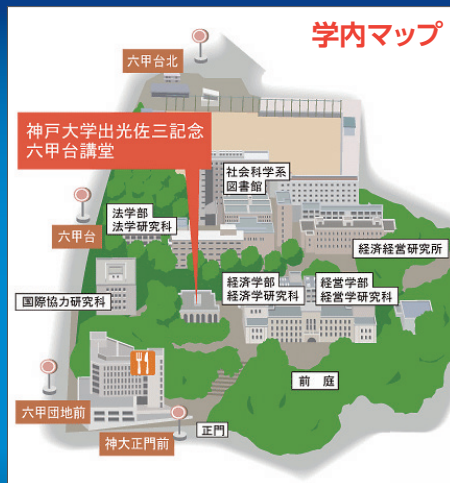 学内マップ
六甲台北
神戸大学出光佐三記念
六甲台講堂
社会科学系
図書館
法学部
法学研究科
六甲台
経済経営研究所
国際協力研究科
経済学部
経済学研究科
経営学部
経営学研究科
前庭
六甲団地前
神大正門前
正門